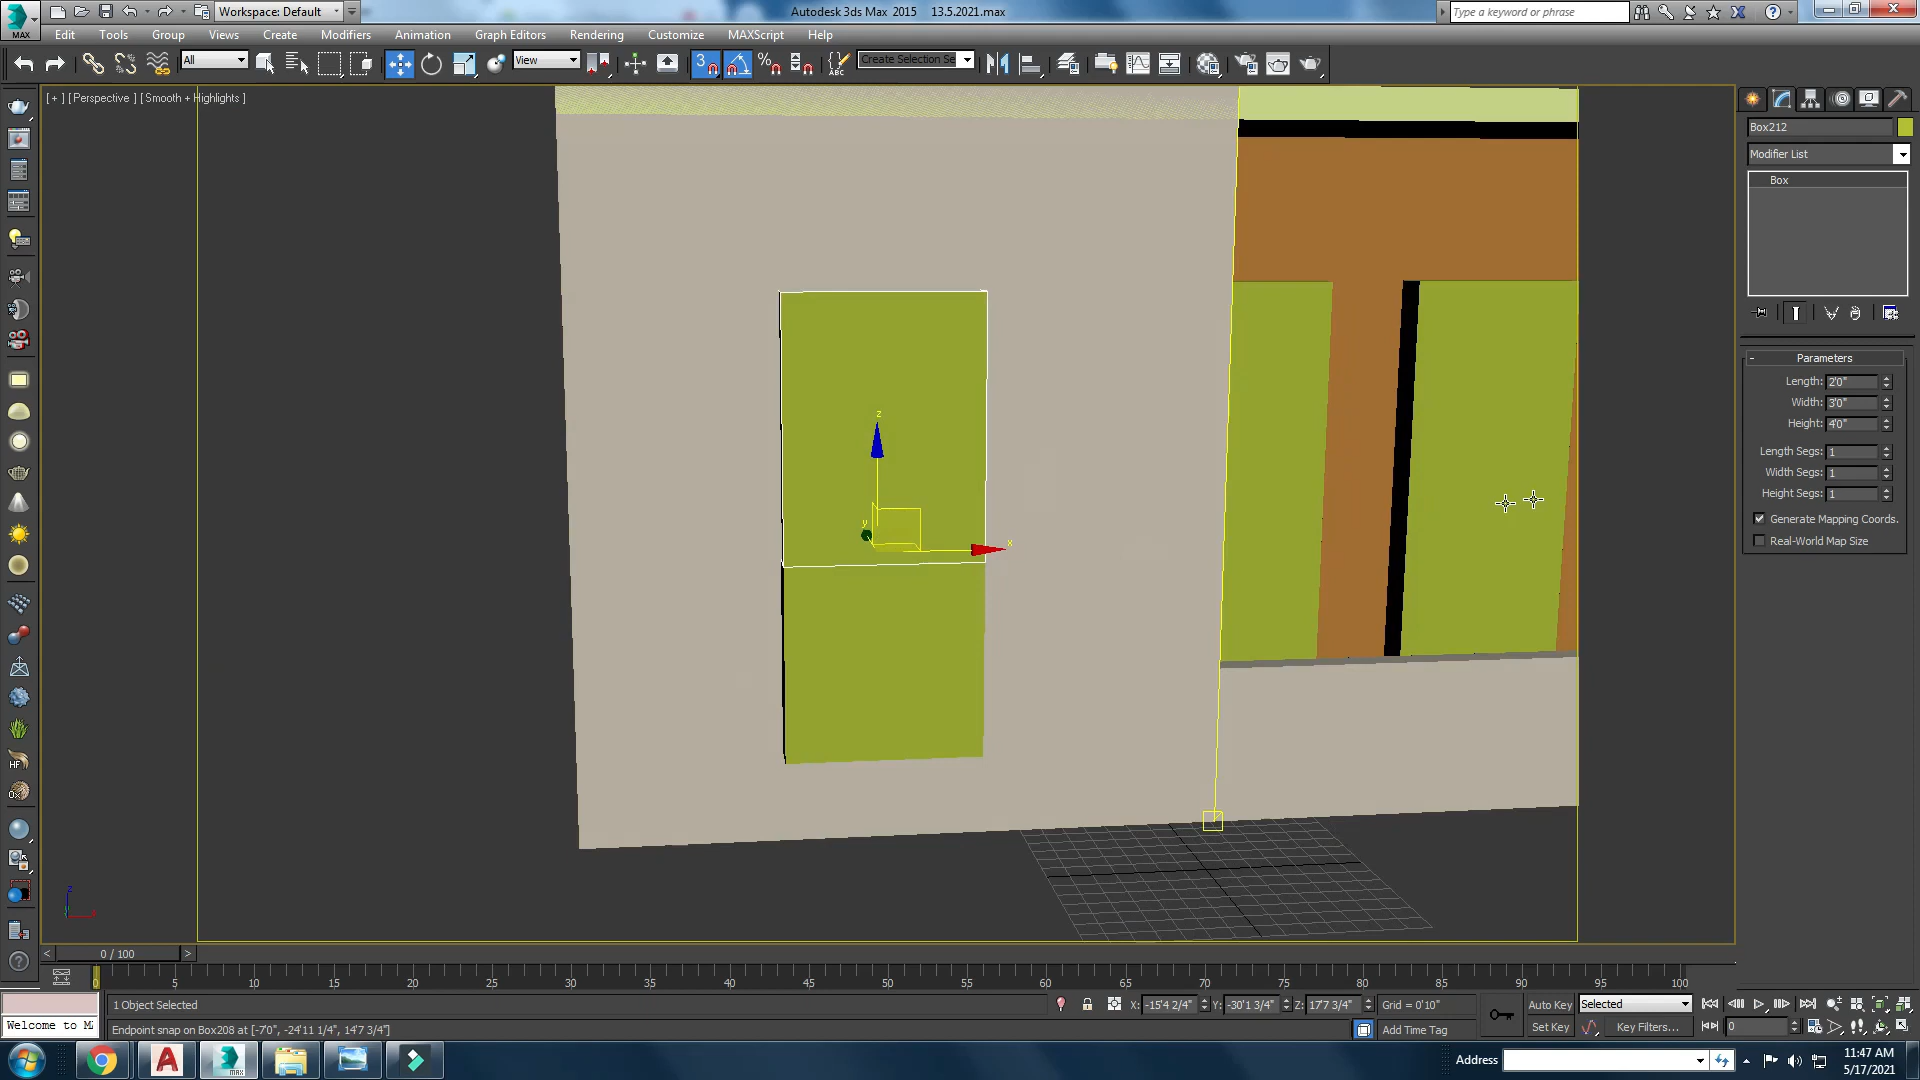 Workspace: Default
Autodesk 3ds Max 2015 13.5.2021.max
Type a keyword or phrase
MAX
Edit Tools Group Views Create Modifiers Animation Graph Editors Rendering Customize MAXScript Help
All
View
3
Create Selection Se
ABC
[ + ] [ Perspective ] [ Smooth + Highlights ]
Box212
Modifier List
Box
Parameters
Length: 2'0"
Width: 3'0"
Height: 4'0"
Length Segs: 1
Width Segs: 1
Height Segs: 1
Generate Mapping Coords.
Real-World Map Size
z
y
x
HF
z
0 / 100
0 5 10 15 20 25 30 35 40 45 50 55 60 65 70 75 80 85 90 95 100
1 Object Selected
X: -15'4 2/4" Y: -30'1 3/4" Z: 17'7 3/4" Grid = 0'10"
Auto Key Selected
Welcome to M
Endpoint snap on Box208 at [-7'0", -24'11 1/4", 14'7 3/4"]
Add Time Tag
Set Key Key Filters...
0
MAX
Address
11:47 AM
5/17/2021